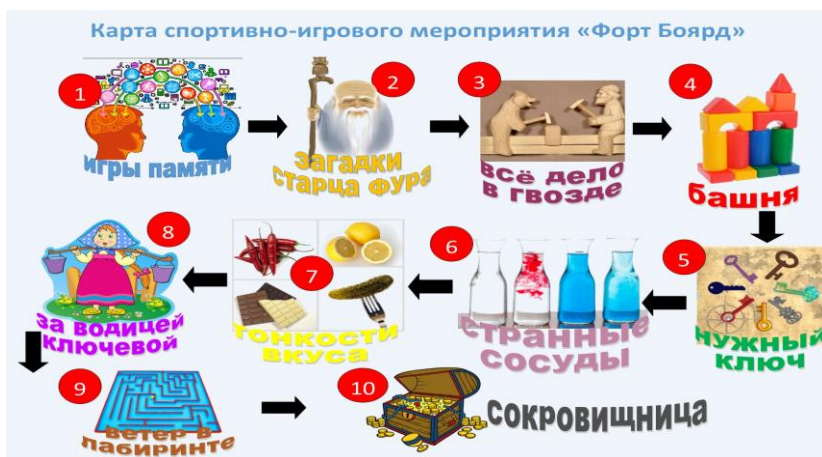 Карта спортивно-игрового мероприятия «Форт Боярд»
1
игры памяти
2
загадки
старца фура
3
всё дело
в гвозде
4
башня
5
нужный
ключ
6
странные
сосуды
7
тонкости
вкуса
8
за водицей
ключевой
9
ветер в
лабиринте
10
сокровищница